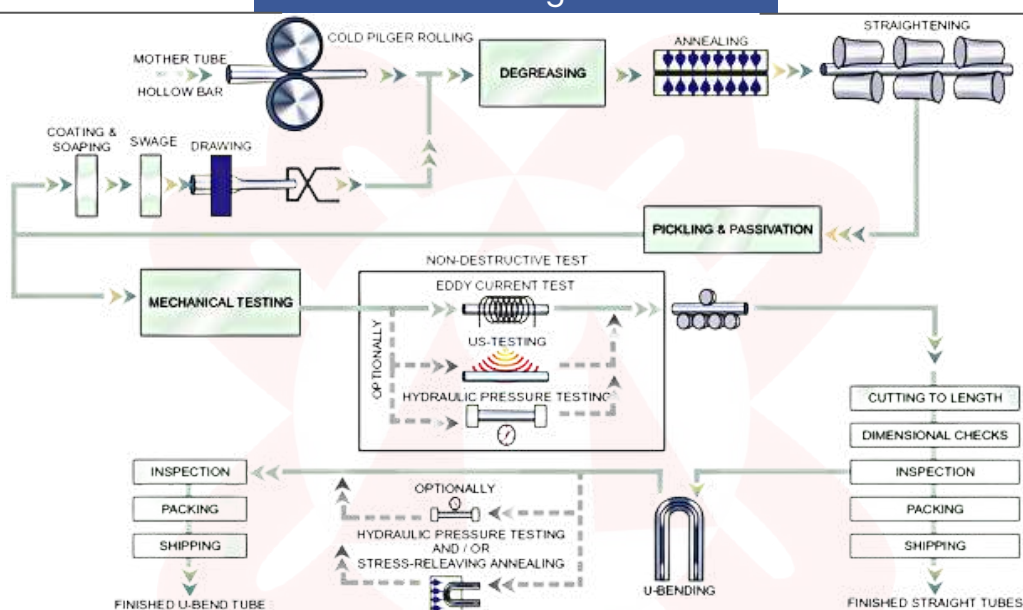 STRAIGHTENING
COLD PILGER ROLLING
ANNEALING
MOTHER TUBE
HOLLOW BAR
DEGREASING
COATING &
SOAPING
SWAGE
DRAWING
PICKLING & PASSIVATION
NON-DESTRUCTIVE TEST
EDDY CURRENT TEST
MECHANICAL TESTING
OPTIONALLY
US-TESTING
HYDRAULIC PRESSURE TESTING
CUTTING TO LENGTH
DIMENSIONAL CHECKS
INSPECTION
PACKING
SHIPPING
FINISHED STRAIGHT TUBES
U-BENDING
OPTIONALLY
HYDRAULIC PRESSURE TESTING
AND / OR
STRESS-RELEAVING ANNEALING
INSPECTION
PACKING
SHIPPING
FINISHED U-BEND TUBE